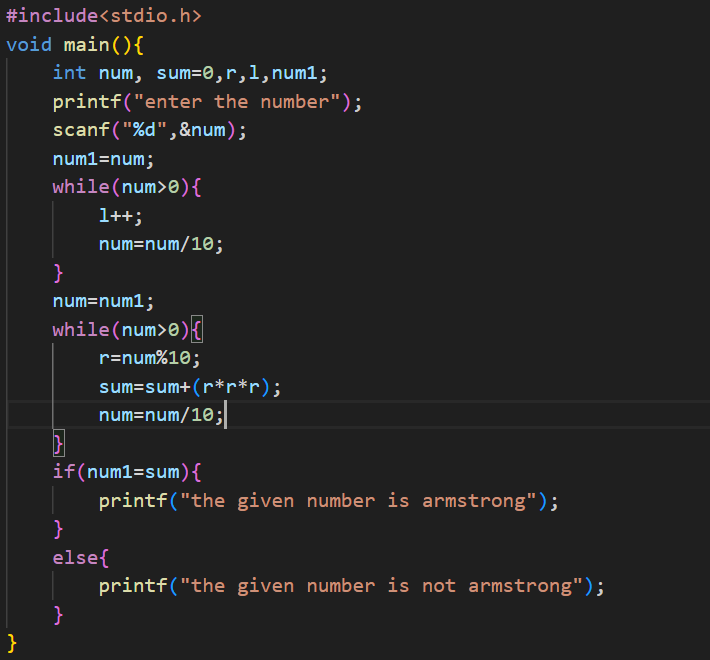 #include<stdio.h>
void main(){
    int num, sum=0,r,l,num1;
    printf("enter the number");
    scanf("%d",&num);
    num1=num;
    while(num>0){
        l++;
        num=num/10;
    }
    num=num1;
    while(num>0){
        r=num%10;
        sum=sum+(r*r*r);
        num=num/10;
    }
    if(num1=sum){
        printf("the given number is armstrong");
    }
    else{
        printf("the given number is not armstrong");
    }
}